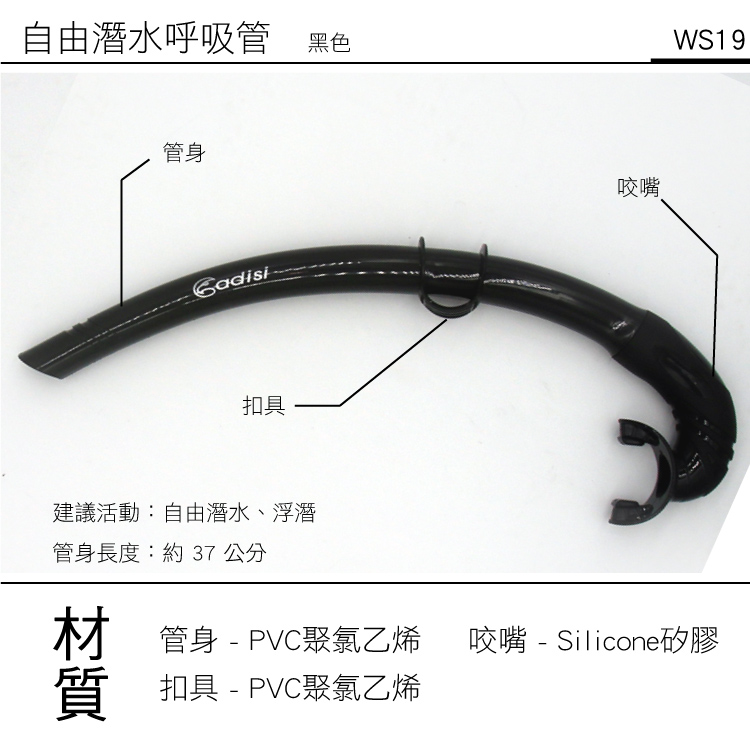 自由潛水呼吸管 黑色 WS19
管身
咬嘴
adisi
扣具
建議活動：自由潛水、浮潛
管身長度：約 37 公分
材質
管身 - PVC聚氯乙烯 咬嘴 - Silicone矽膠
扣具 - PVC聚氯乙烯